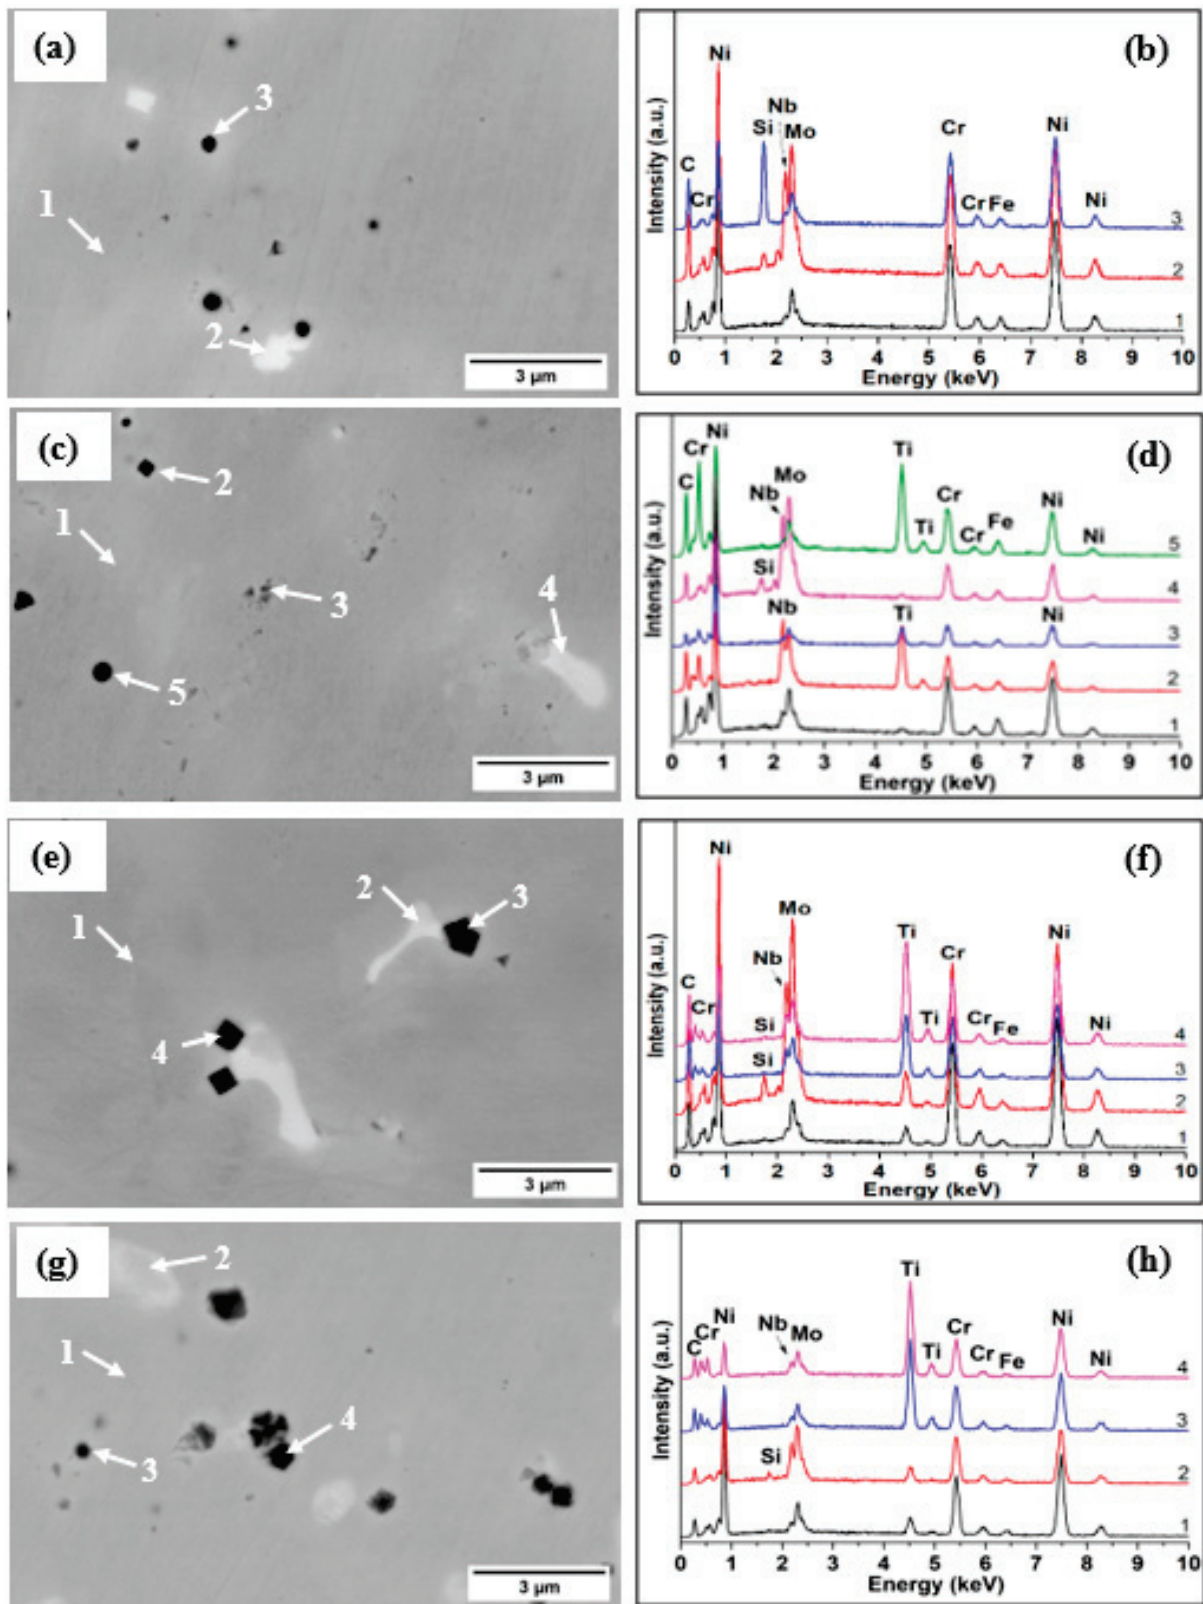 (a)
3
1
2
3 μm
(b)
Ni
Nb
Si
Mo
Cr
Ni
C
Cr
Cr
Fe
Ni
3
2
1
Intensity (a.u.)
0 1 2 3 4 5 6 7 8 9 10
Energy (keV)
(c)
2
1
3
4
5
3 μm
(d)
Ni
Cr
C
Mo
Nb
Ti
Ti
Cr
Fe
Cr
Ni
Ni
5
Si
4
Nb
Ti
Ni
3
2
1
Intensity (a.u.)
0 1 2 3 4 5 6 7 8 9 10
Energy (keV)
(e)
2
3
1
4
3 μm
(f)
Ni
Mo
Ti
Ni
Nb
Cr
C
Cr
Si
Ti
Cr
Fe
Ni
4
Si
3
2
1
Intensity (a.u.)
0 1 2 3 4 5 6 7 8 9 10
Energy (keV)
(g)
2
1
4
3
3 μm
(h)
Ti
Ni
Cr
C
Nb
Mo
Ti
Cr
Cr
Fe
Ni
Ni
4
3
Si
2
1
Intensity (a.u.)
0 1 2 3 4 5 6 7 8 9 10
Energy (keV)